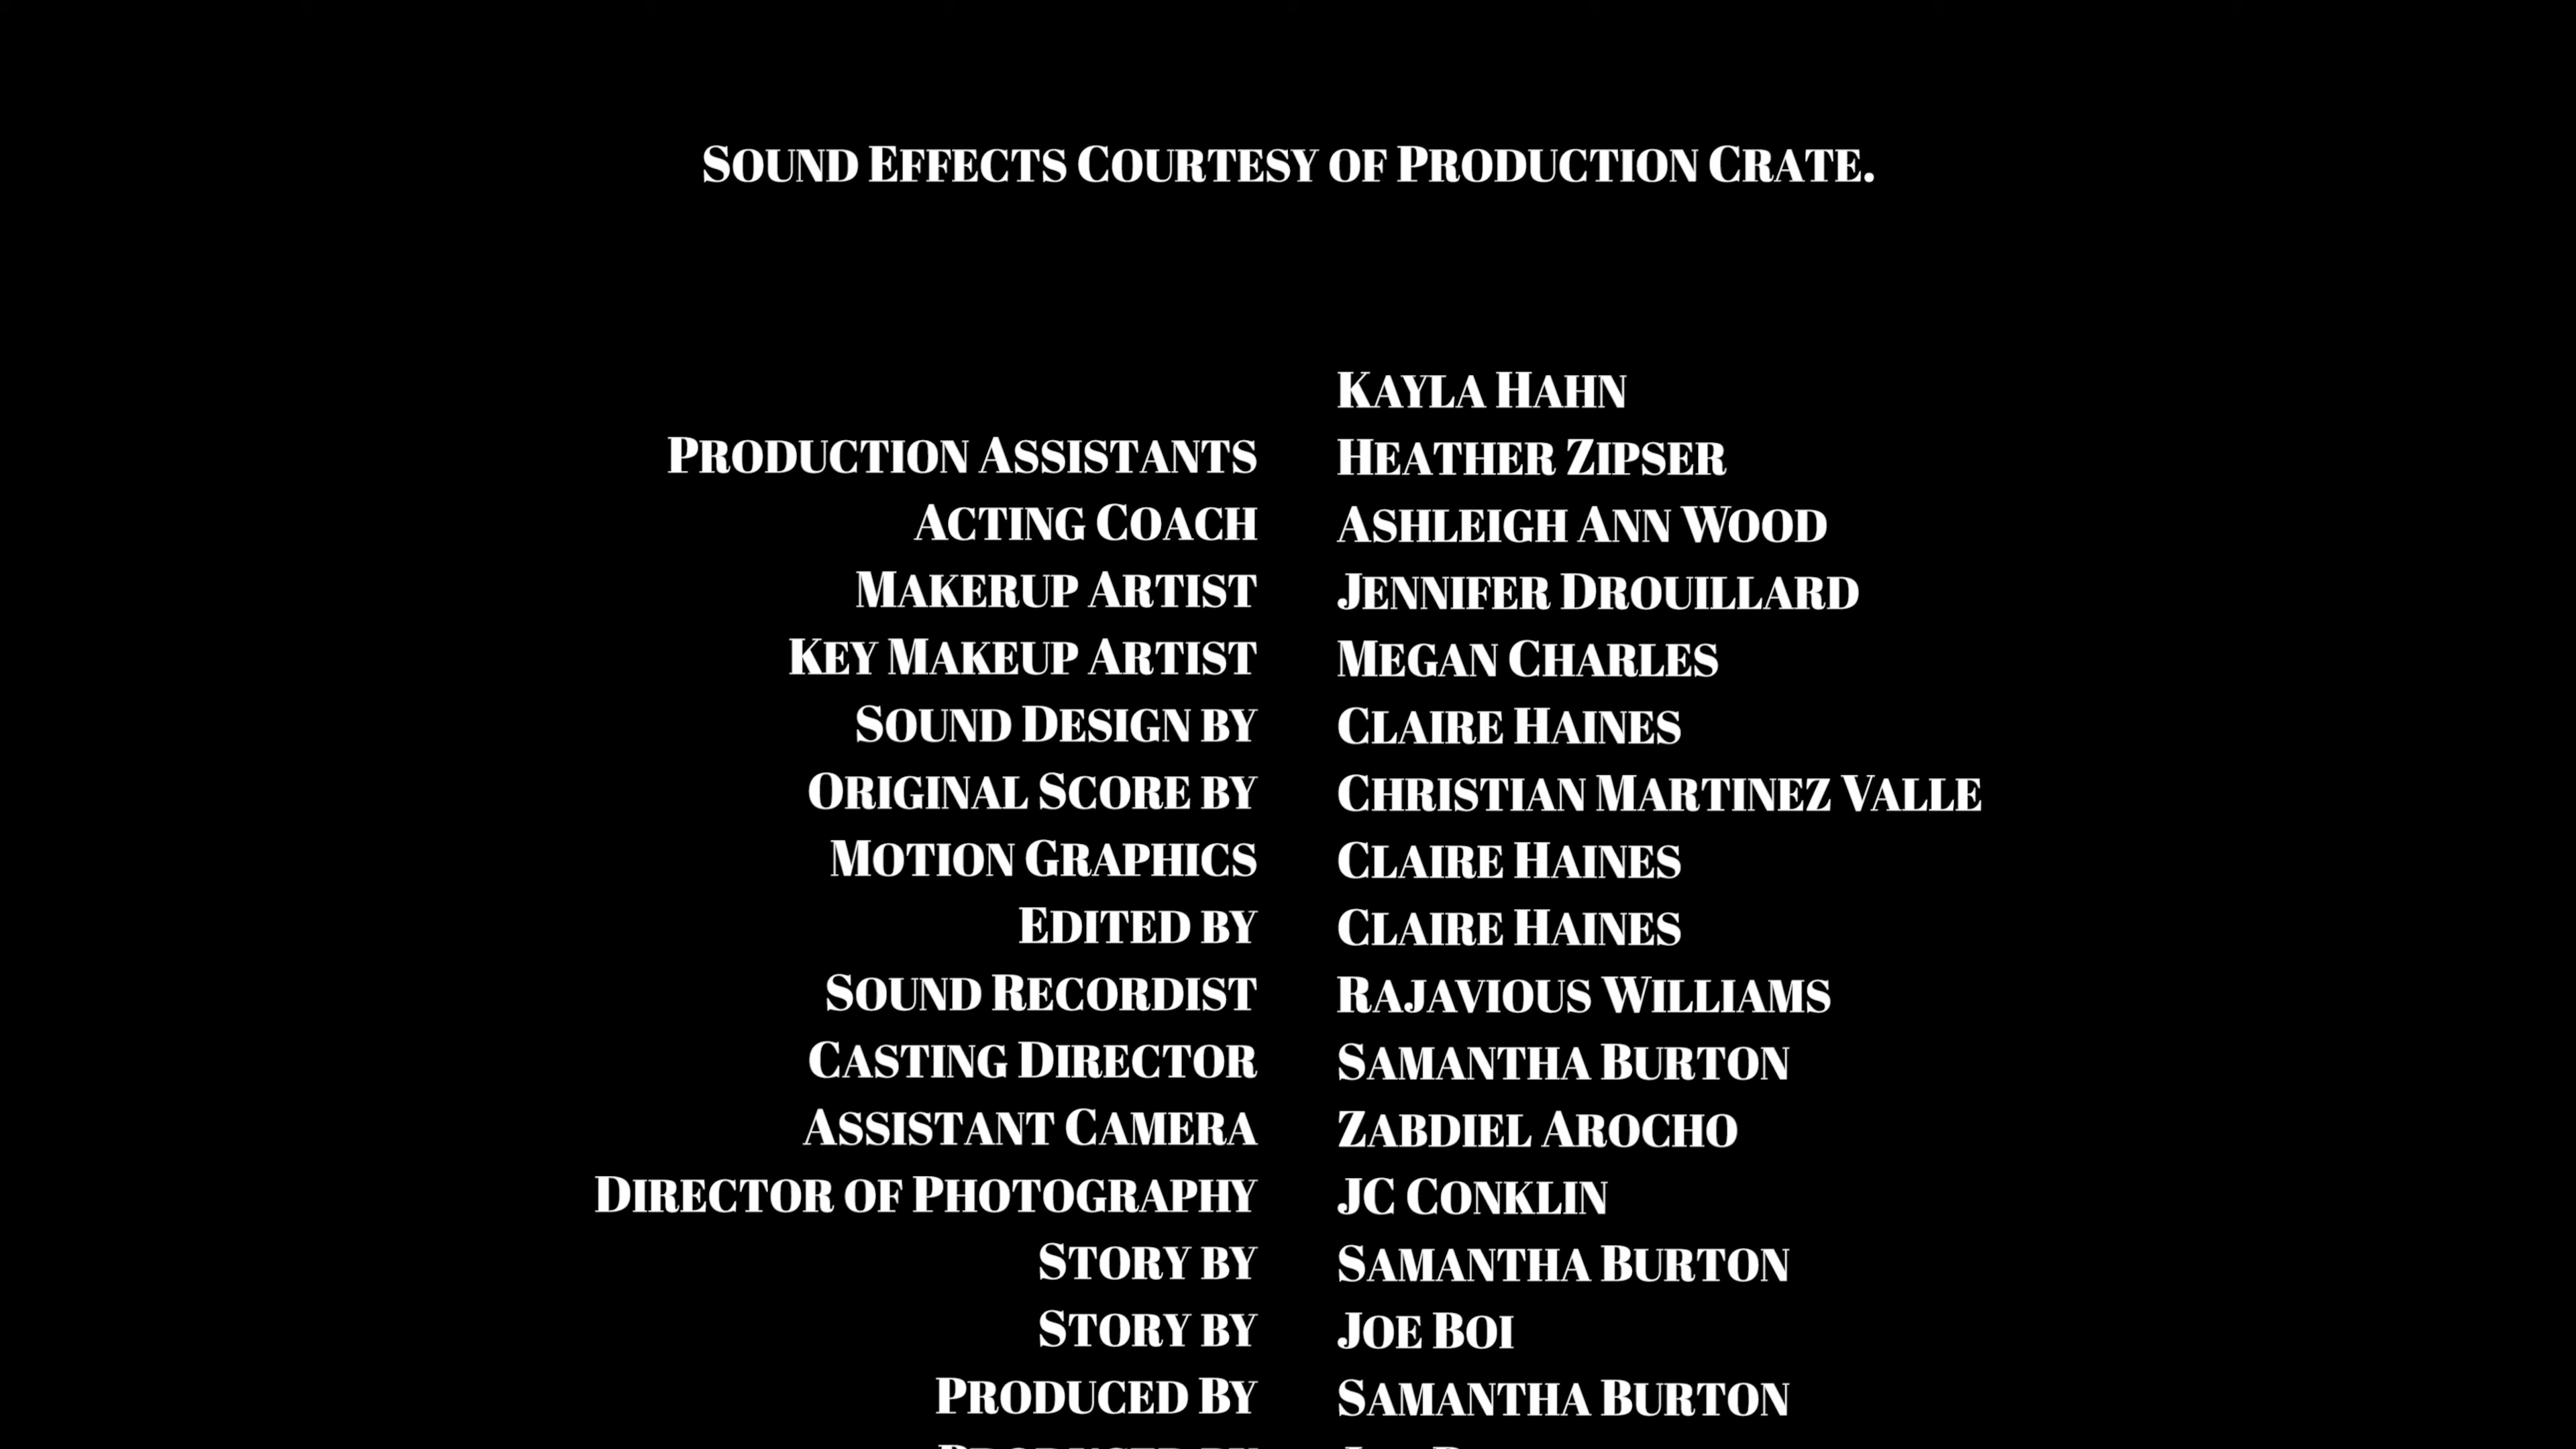 Sound Effects Courtesy of Production Crate.
Kayla Hahn
Production Assistants Heather Zipser
Acting Coach Ashleigh Ann Wood
Makerup Artist Jennifer Drouillard
Key Makeup Artist Megan Charles
Sound Design by Claire Haines
Original Score by Christian Martinez Valle
Motion Graphics Claire Haines
Edited by Claire Haines
Sound Recordist Rajavious Williams
Casting Director Samantha Burton
Assistant Camera Zabdiel Arocho
Director of Photography JC Conklin
Story by Samantha Burton
Story by Joe Boi
Produced By Samantha Burton